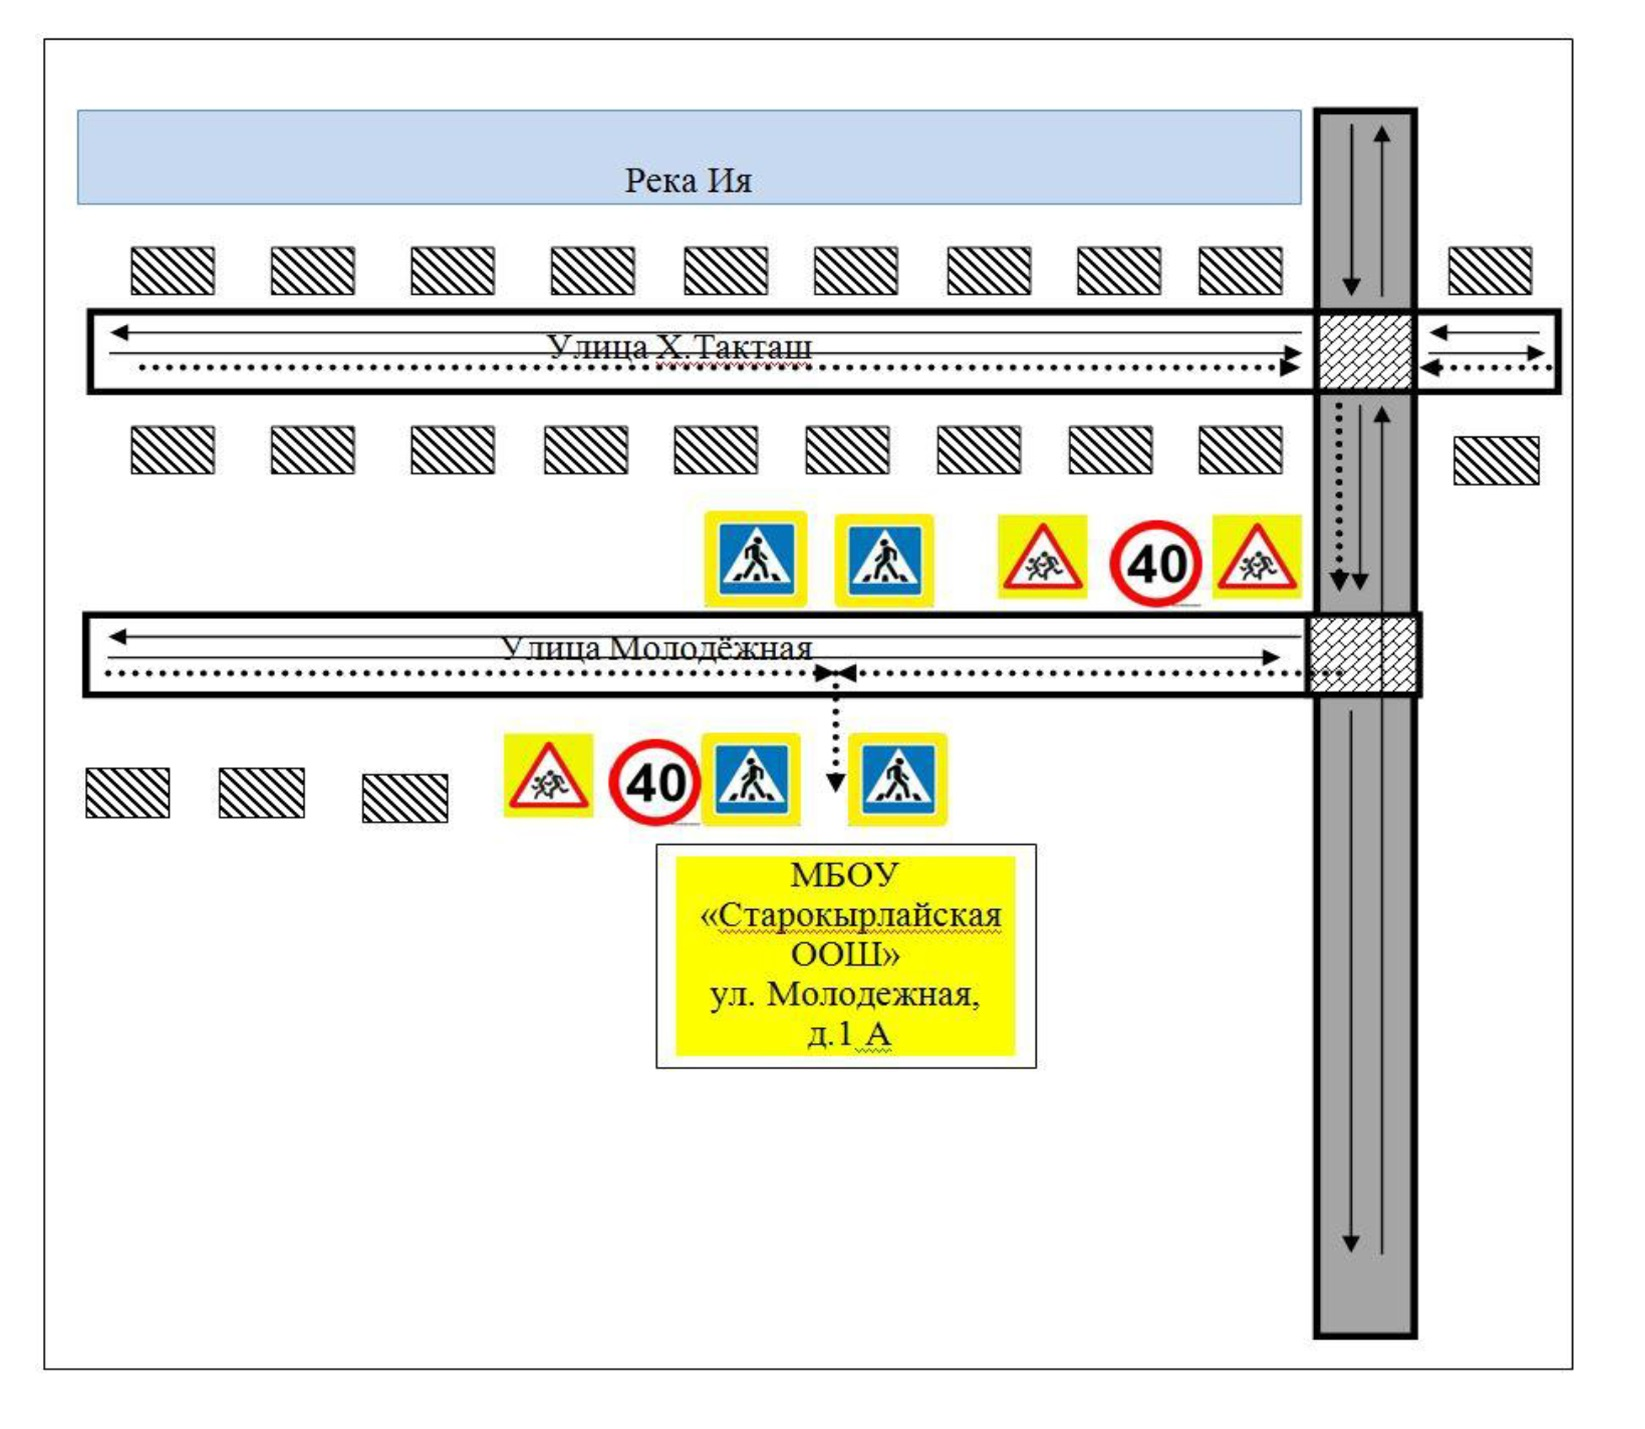 Река Ия
Улица Х.Такташ
40
Улица Молодёжная
40
МБОУ
«Старокырлайская
ООШ»
ул. Молодежная,
д.1 А